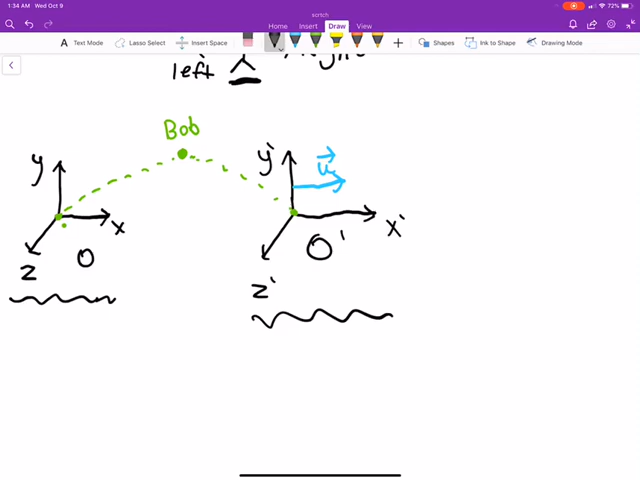 1:34 AM Wed Oct 9
72%
scrtch
Home Insert Draw View
Text Mode Lasso Select Insert Space Shapes Ink to Shape Drawing Mode
left
Bob
y
y'
u
x
x'
z
O
O'
z'